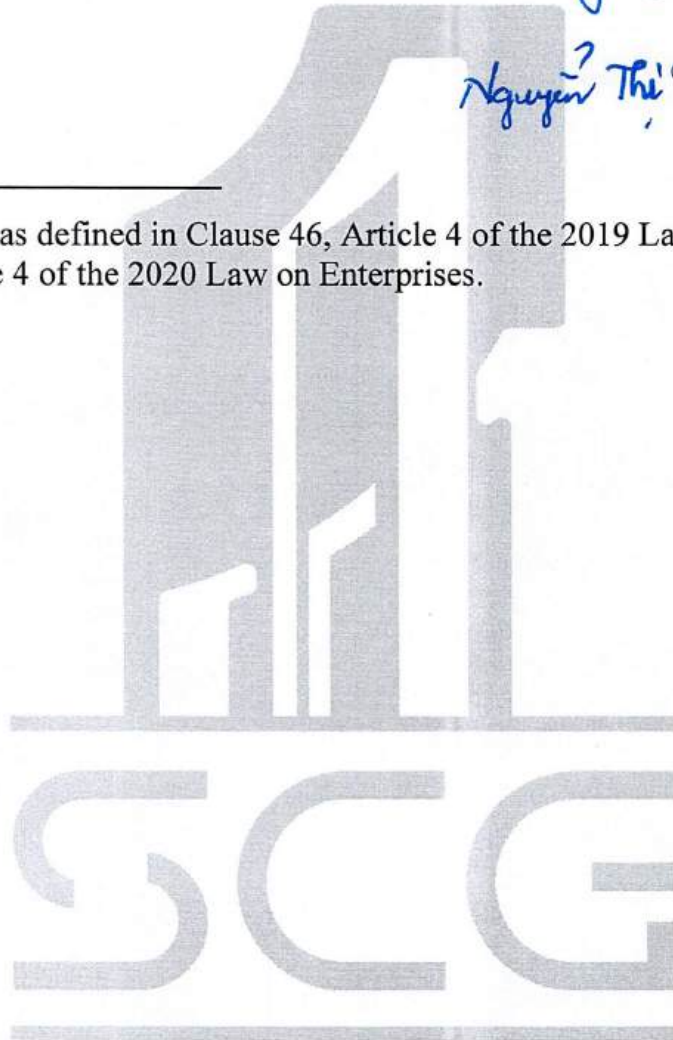 Nguyễn Thị
as defined in Clause 46, Article 4 of the 2019 La
e 4 of the 2020 Law on Enterprises.
SCG